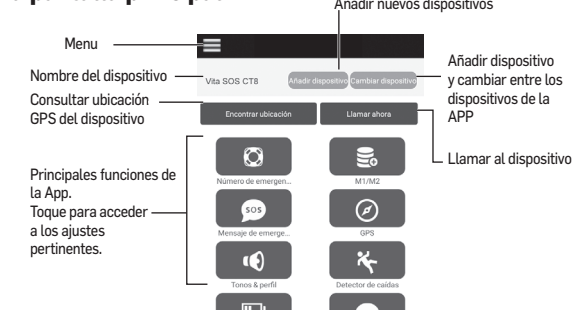 Añadir nuevos dispositivos
Menu
Nombre del dispositivo
Vita SOS CT8
Añadir dispositivo
Cambiar dispositivo
Añadir dispositivo
y cambiar entre los
dispositivos de la
APP
Consultar ubicación
GPS del dispositivo
Encontrar ubicación
Llamar ahora
Llamar al dispositivo
Principales funciones de
la App.
Toque para acceder
a los ajustes
pertinentes.
Número de emergen...
M1/M2
SOS
Mensaje de emerge...
GPS
Tonos & perfil
Detector de caídas